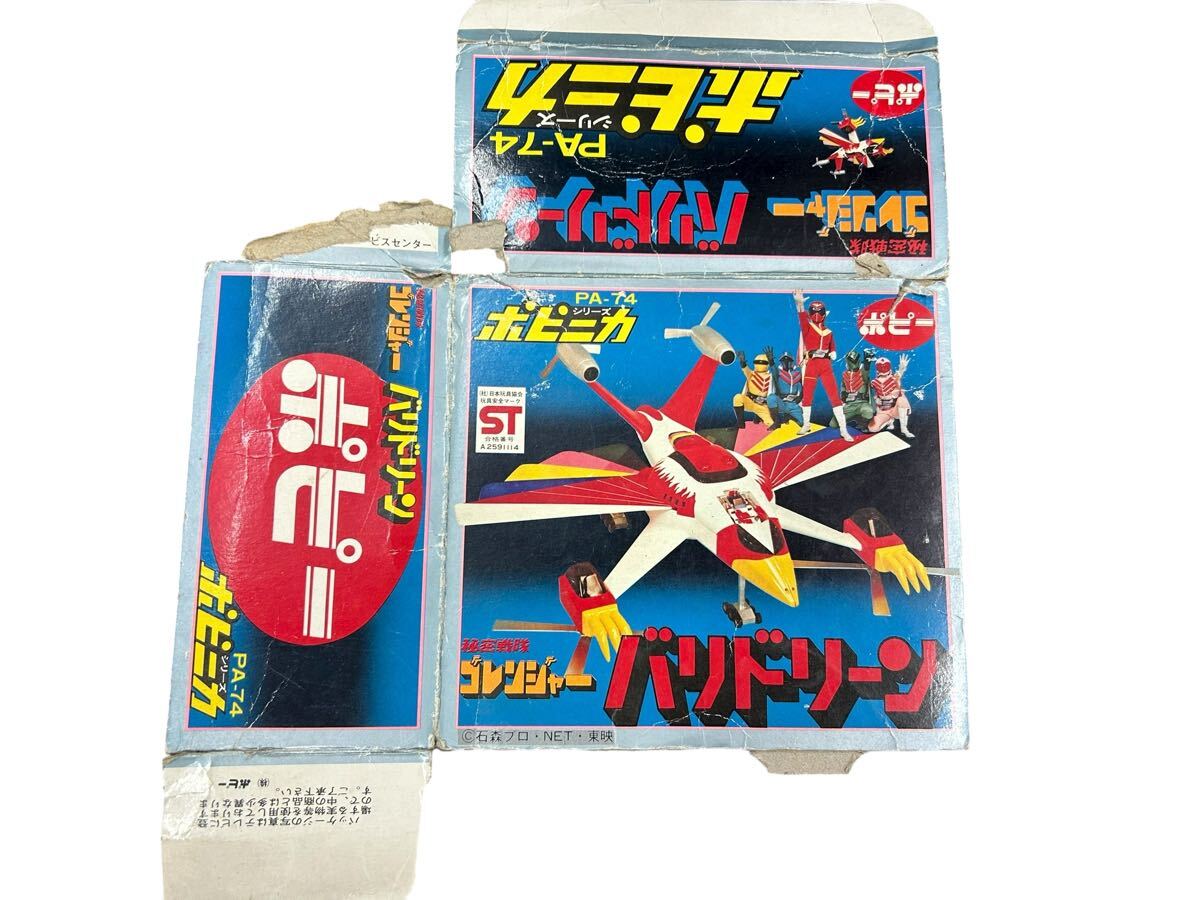 ポピー
ポピニカ
シリーズ
PA-74
秘密戦隊
ゴレンジャー
バリドリーン
ビスセンター
ゴレンジャー
バリドリーン
ポピー
ポピニカ
シリーズ
PA-74
PA-74
シリーズ
ポピニカ
ポピー
(社)日本玩具協会
玩具安全マーク
ST
合格番号
A2591114
秘密戦隊
ゴレンジャー
バリドリーン
©石森プロ・NET・東映
パッケージの写真はテレビに登
場する実物等を使用しております
ので、中の商品とは多少異なりま
す。ご了承下さい。
㈱ポピー